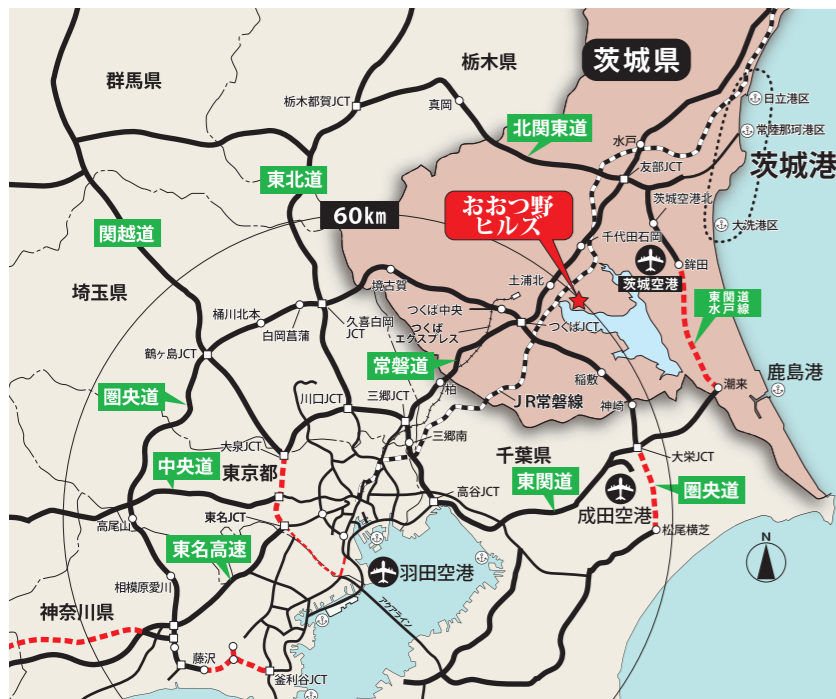 茨城県
栃木県
群馬県
日立港区
栃木都賀JCT
真岡
常陸那珂港区
北関東道
水戸
茨城港
友部JCT
東北道
茨城空港北
60km
おおつ野
ヒルズ
大洗港区
関越道
千代田石岡
鉾田
土浦北
茨城空港
境古賀
埼玉県
東関道
水戸線
つくば中央
桶川北本
久喜白岡
JCT
白岡菖蒲
つくば
エクスプレス
つくばJCT
鶴ヶ島JCT
常磐道
鹿島港
稲敷
潮来
柏
圏央道
川口JCT
三郷JCT
JR常磐線
神崎
大泉JCT
三郷南
千葉県
大栄JCT
中央道
東京都
東関道
圏央道
高谷JCT
成田空港
東名JCT
高尾山
松尾横芝
N
東名高速
羽田空港
相模原愛川
アクアライン
神奈川県
藤沢
釜利谷JCT